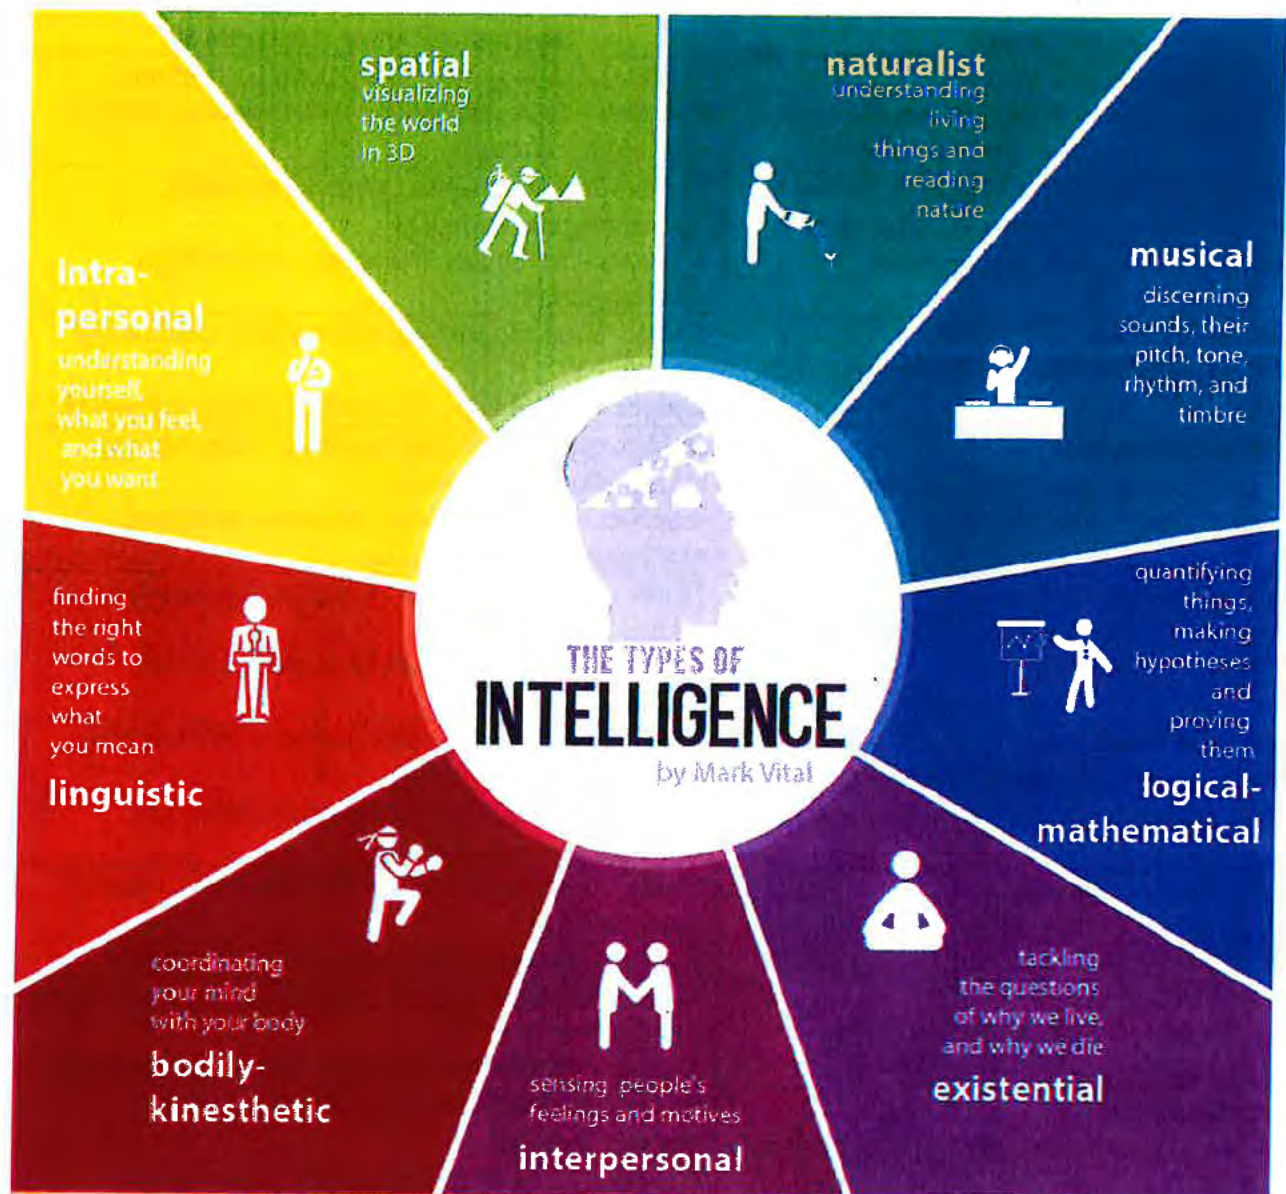 spatial
visualizing
the world
in 3D
naturalist
understanding
living
things and
reading
nature
musical
discerning
sounds, their
pitch, tone,
rhythm, and
timbre
quantifying
things,
making
hypotheses
and
proving
them
logical-
mathematical
tackling
the questions
of why we live,
and why we die
existential
sensing people's
feelings and motives
interpersonal
coordinating
your mind
with your body
bodily-
kinesthetic
finding
the right
words to
express
what
you mean
linguistic
intra-
personal
understanding
yourself,
what you feel,
and what
you want
THE TYPES OF
INTELLIGENCE
by Mark Vital